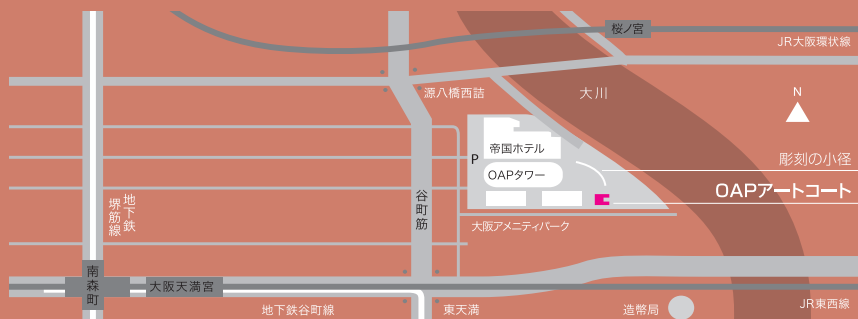 桜ノ宮
JR大阪環状線
源八橋西詰
大川
N
帝国ホテル
P
彫刻の小径
OAPタワー
OAPアートコート
谷町筋
地下鉄
堺筋線
大阪アメニティパーク
南森町
大阪天満宮
地下鉄谷町線
東天満
造幣局
JR東西線